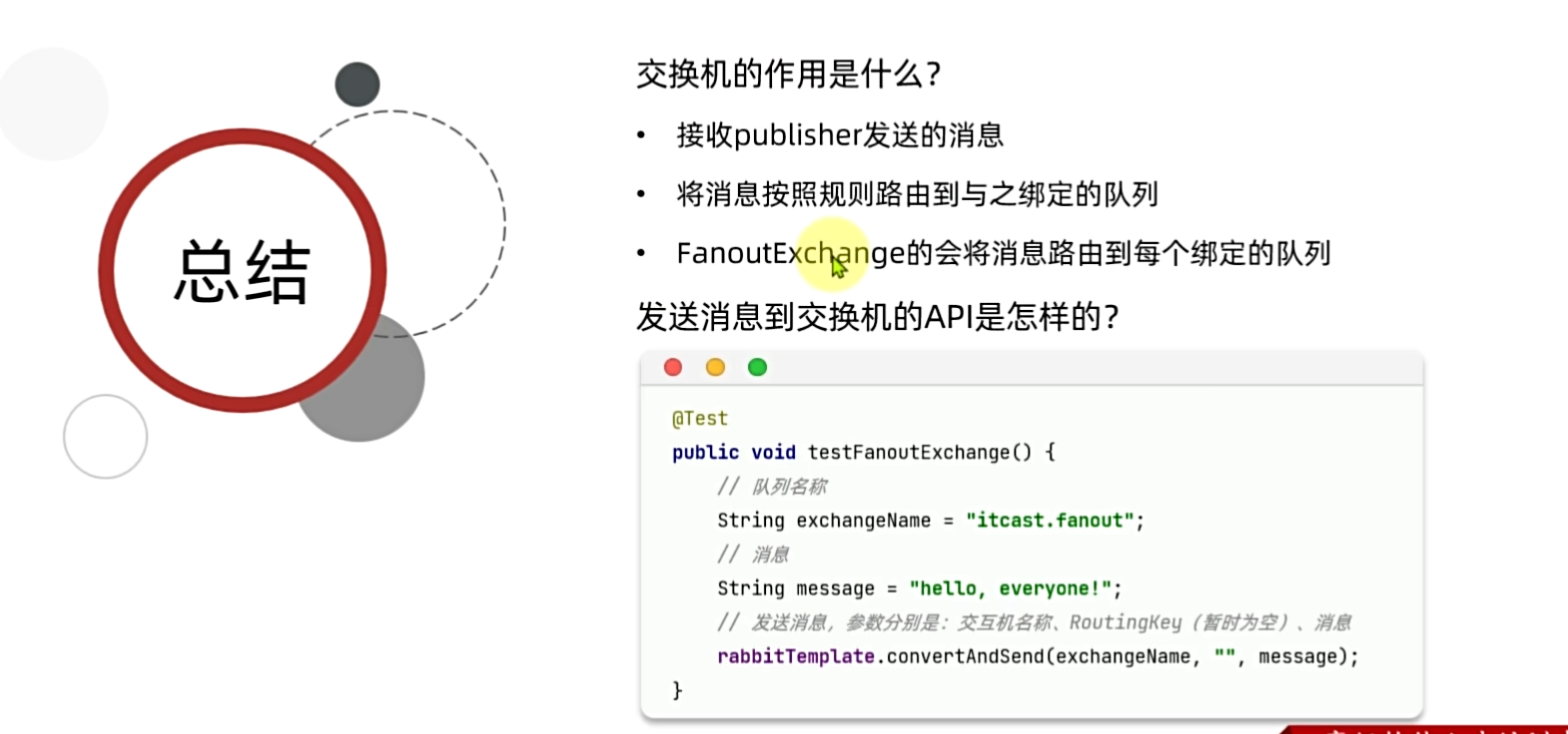 总结
交换机的作用是什么?
• 接收publisher发送的消息
• 将消息按照规则路由到与之绑定的队列
• FanoutExchange的会将消息路由到每个绑定的队列
发送消息到交换机的API是怎样的?
@Test
public void testFanoutExchange() {
// 队列名称
String exchangeName = "itcast.fanout";
// 消息
String message = "hello, everyone!";
// 发送消息，参数分别是：交互机名称、RoutingKey（暂时为空）、消息
rabbitTemplate.convertAndSend(exchangeName, "", message);
}